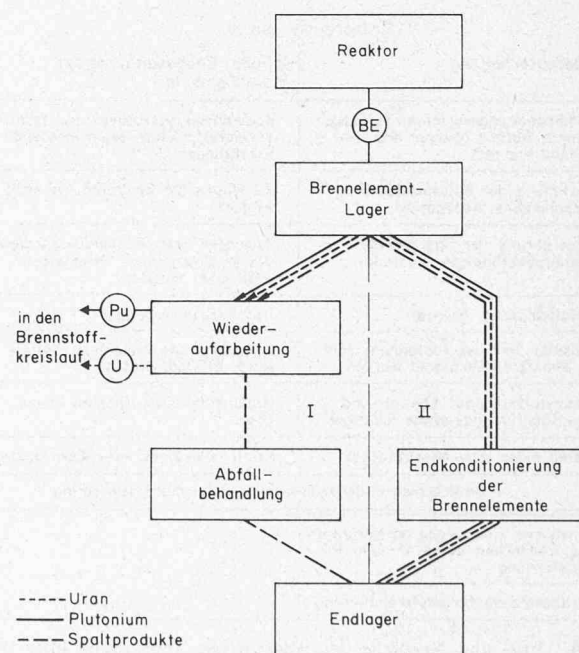 Reaktor
BE
Brennelement-
Lager
Pu
in den
Brennstoff-
kreislauf
U
Wieder-
aufarbeitung
I
II
Abfall-
behandlung
Endkonditionierung
der
Brennelemente
Endlager
Uran
Plutonium
Spaltprodukte